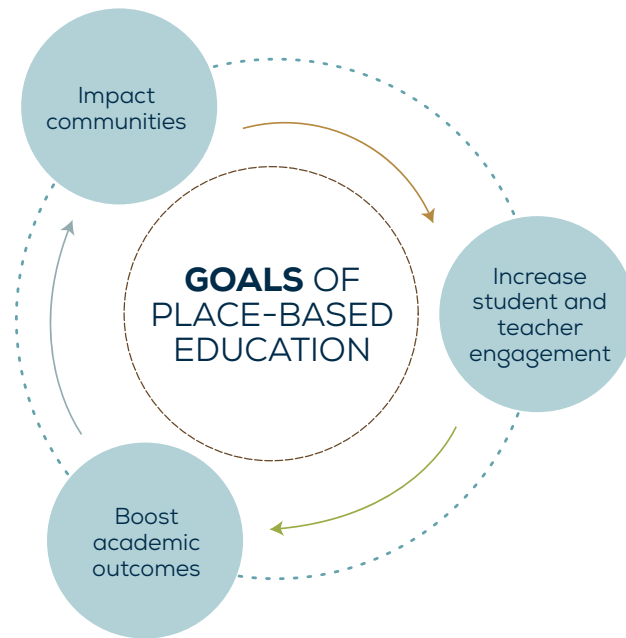 Impact
communities
GOALS OF
PLACE-BASED
EDUCATION
Increase
student and
teacher
engagement
Boost
academic
outcomes